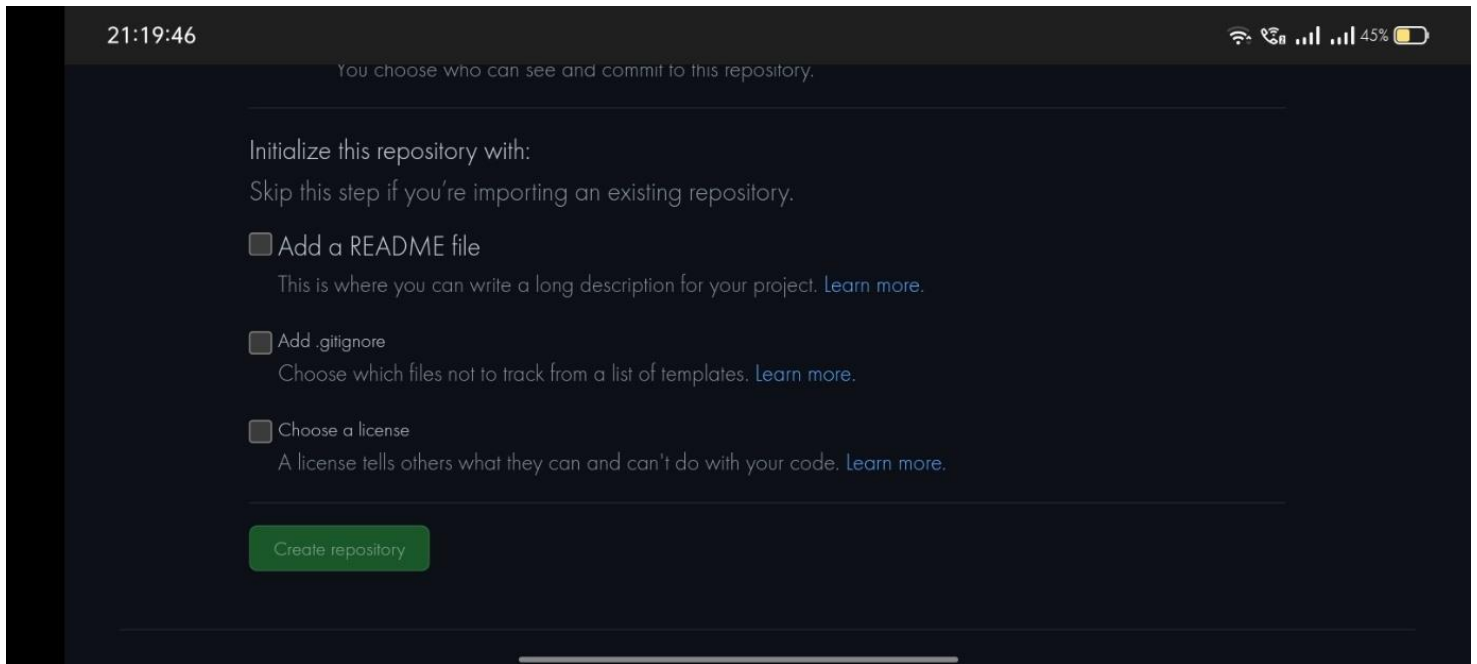 21:19:46
45%
You choose who can see and commit to this repository.
Initialize this repository with:
Skip this step if you’re importing an existing repository.
Add a README file
This is where you can write a long description for your project. Learn more.
Add .gitignore
Choose which files not to track from a list of templates. Learn more.
Choose a license
A license tells others what they can and can't do with your code. Learn more.
Create repository